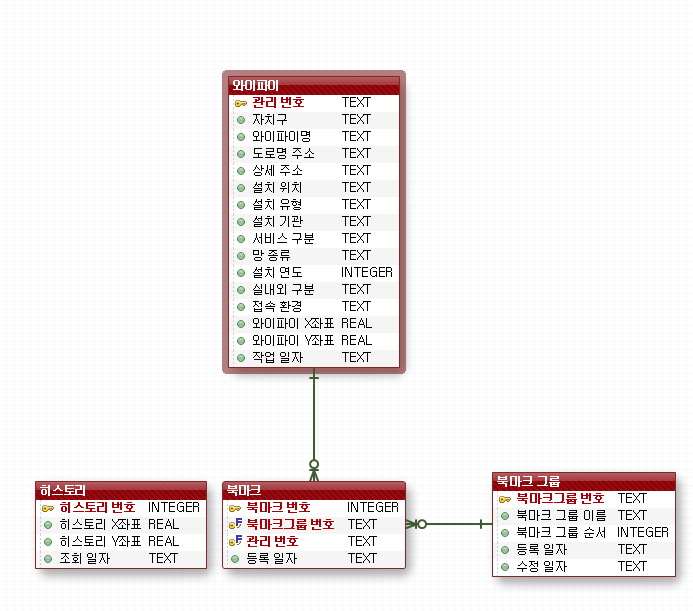 와이파이
관리 번호 TEXT
자치구 TEXT
와이파이명 TEXT
도로명 주소 TEXT
상세 주소 TEXT
설치 위치 TEXT
설치 유형 TEXT
설치 기관 TEXT
서비스 구분 TEXT
망 종류 TEXT
설치 연도 INTEGER
실내외 구분 TEXT
접속 환경 TEXT
와이파이 X좌표 REAL
와이파이 Y좌표 REAL
작업 일자 TEXT
히스토리
히스토리 번호 INTEGER
히스토리 X좌표 REAL
히스토리 Y좌표 REAL
조회 일자 TEXT
북마크
북마크 번호 INTEGER
북마크그룹 번호 TEXT
관리 번호 TEXT
등록 일자 TEXT
북마크 그룹
북마크그룹 번호 TEXT
북마크 그룹 이름 TEXT
북마크 그룹 순서 INTEGER
등록 일자 TEXT
수정 일자 TEXT